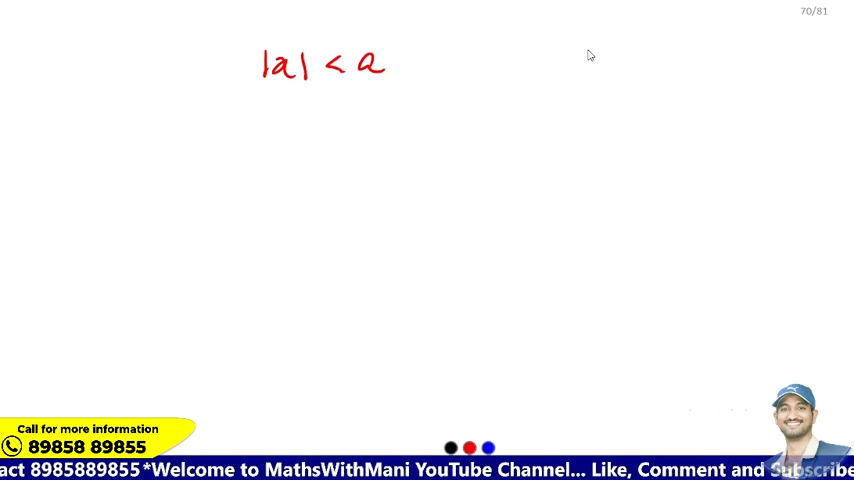 70/81
|a| < a
Call for more information
89858 89855
act 8985889855 *Welcome to MathsWithMani YouTube Channel... Like, Comment and Subscribe